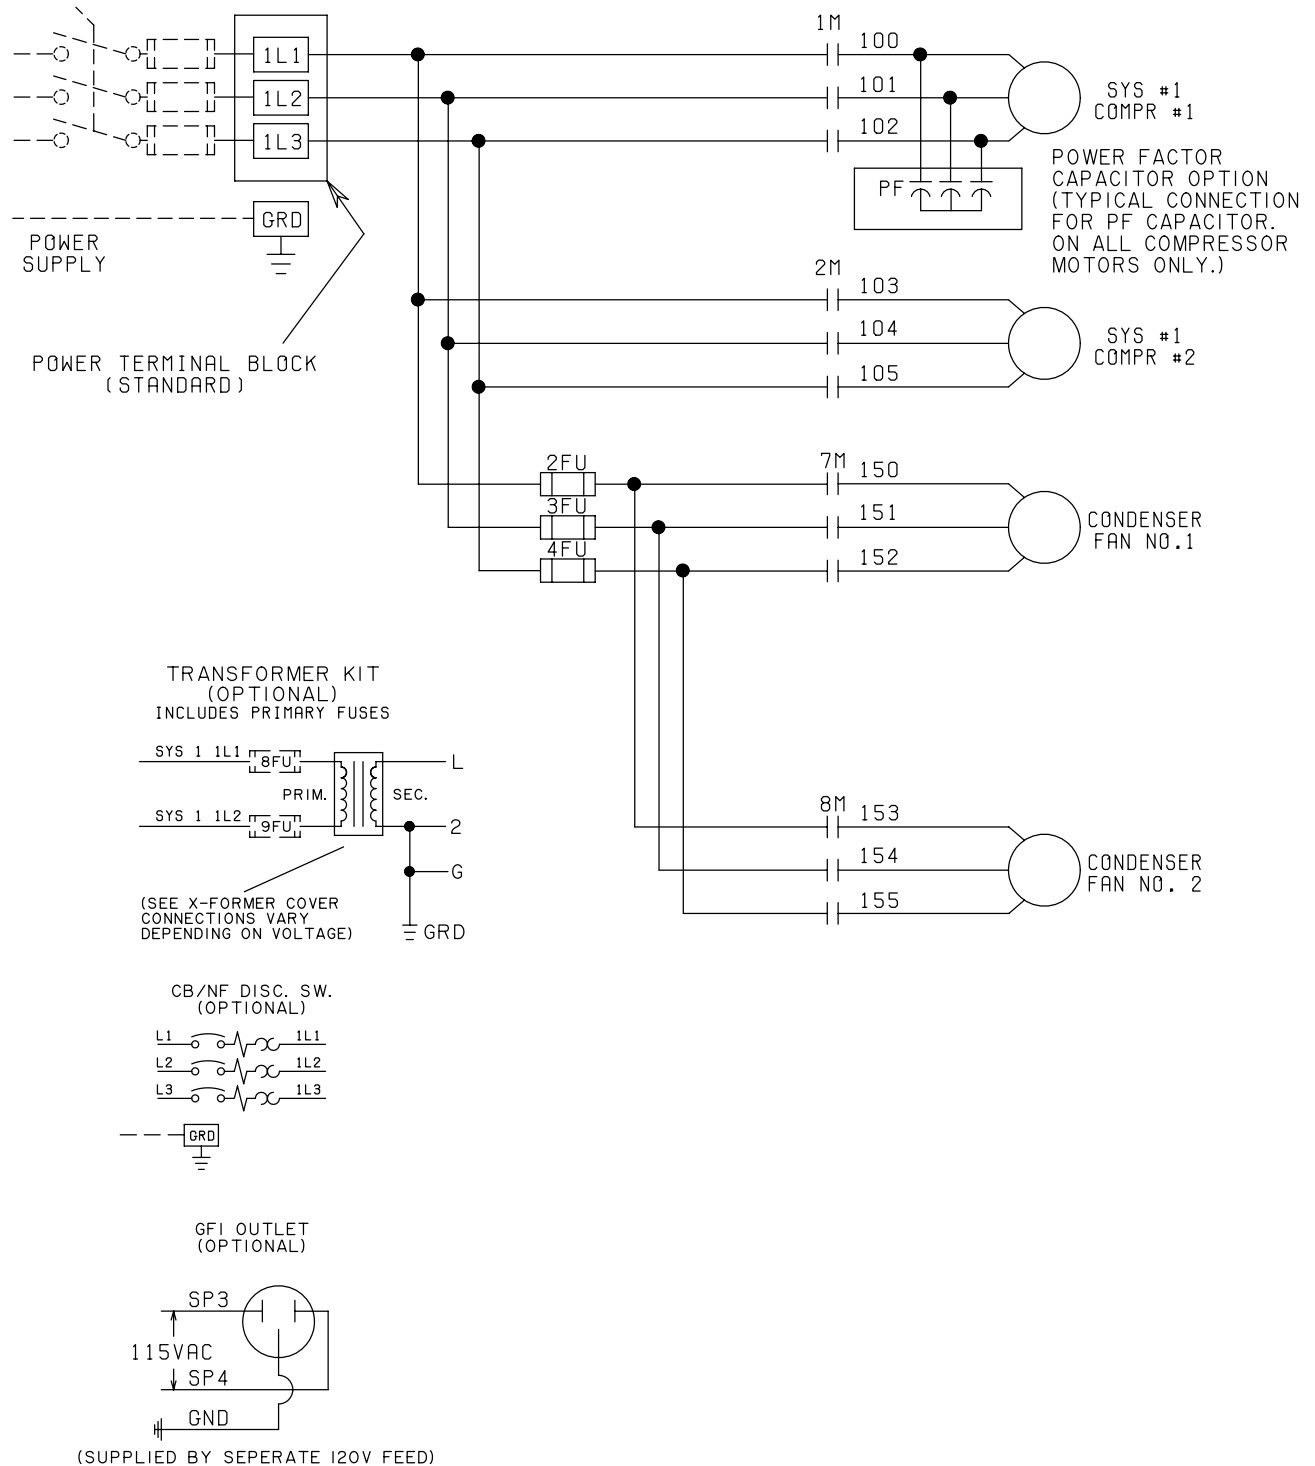 1M
100
1L1
101
SYS #1
COMPR #1
1L2
102
1L3
POWER FACTOR
CAPACITOR OPTION
(TYPICAL CONNECTION
FOR PF CAPACITOR.
ON ALL COMPRESSOR
MOTORS ONLY.)
PF
GRD
POWER
SUPPLY
2M
103
104
SYS #1
COMPR #2
105
POWER TERMINAL BLOCK
(STANDARD)
2FU
7M
150
3FU
151
CONDENSER
FAN NO.1
4FU
152
TRANSFORMER KIT
(OPTIONAL)
INCLUDES PRIMARY FUSES
SYS 1 1L1
8FU
L
PRIM.
SEC.
SYS 1 1L2
9FU
2
G
(SEE X-FORMER COVER
CONNECTIONS VARY
DEPENDING ON VOLTAGE)
GRD
8M
153
154
CONDENSER
FAN NO. 2
155
CB/NF DISC. SW.
(OPTIONAL)
L1
1L1
L2
1L2
L3
1L3
GRD
GFI OUTLET
(OPTIONAL)
SP3
115VAC
SP4
GND
(SUPPLIED BY SEPERATE 120V FEED)